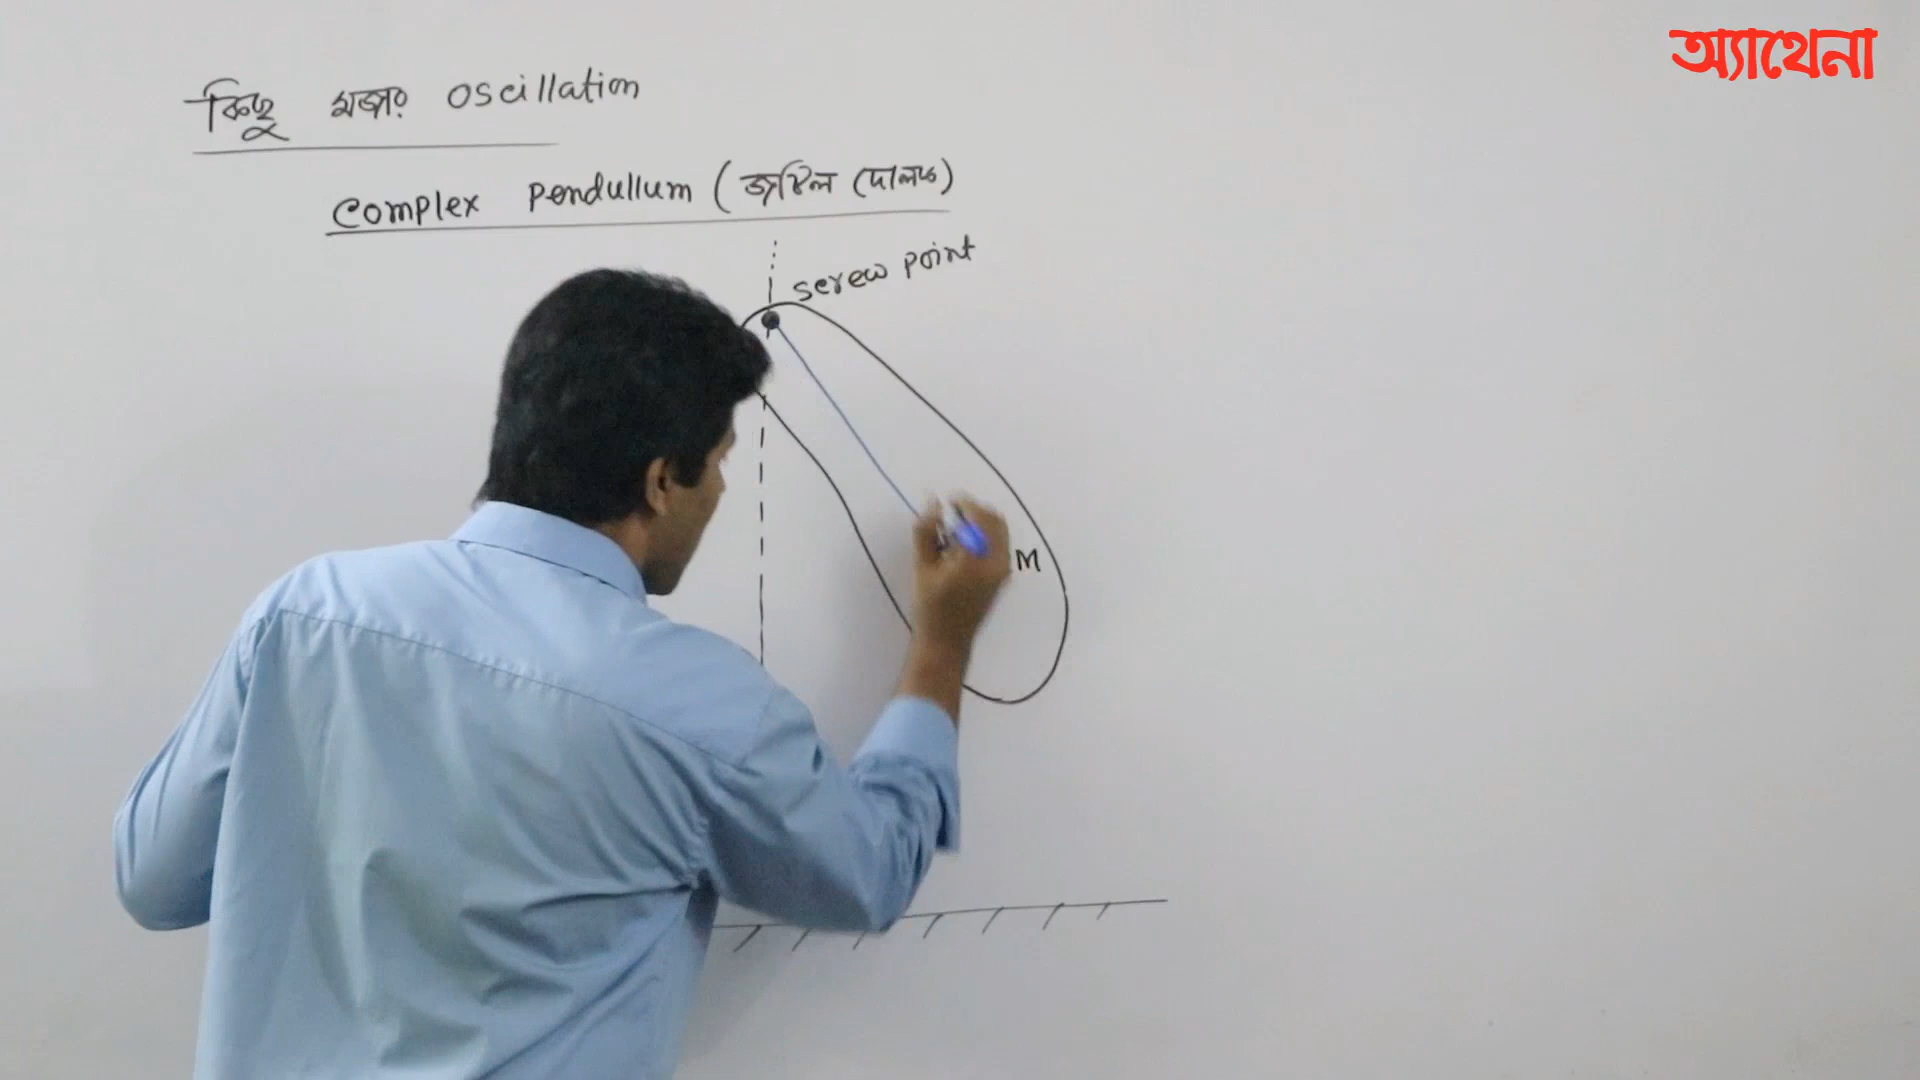 অ্যাথেনা
কিছু মজার oscillation
Complex Pendullum (জটিল দোলক)
screw point
M